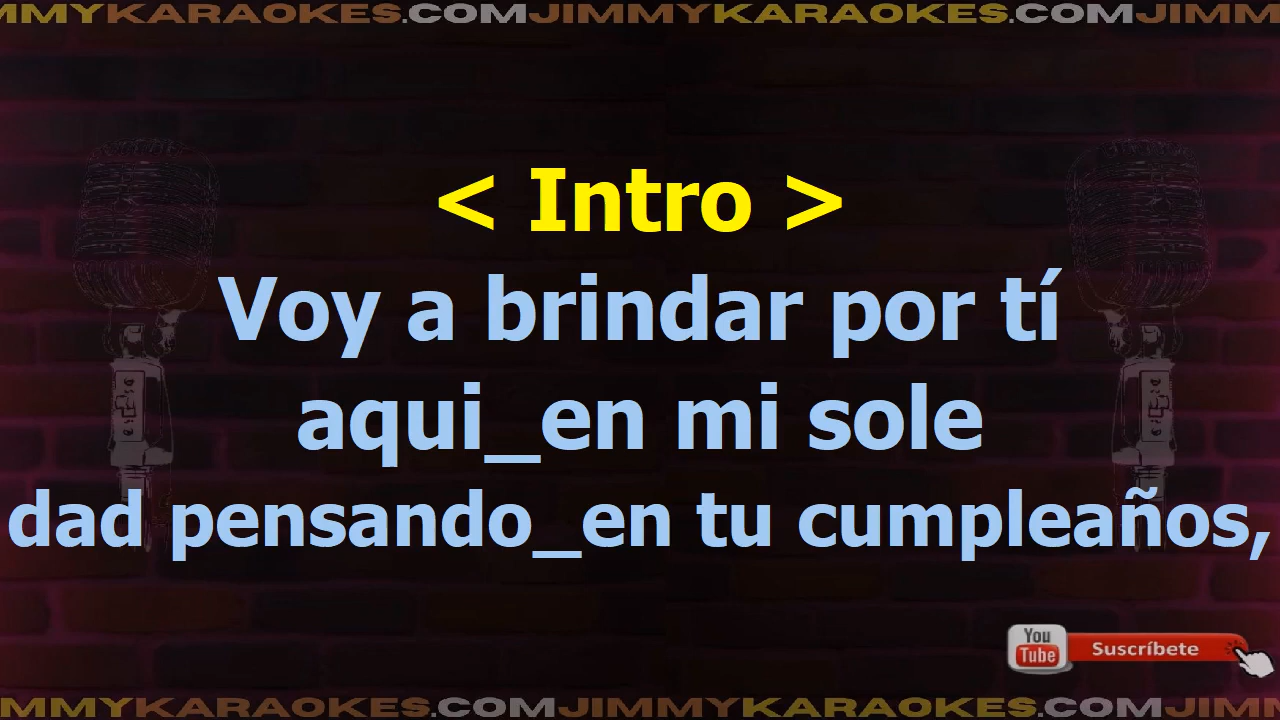 JIMMYKARAOKES.COMJIMMYKARAOKES.COMJIMM
< Intro >
Voy a brindar por tí
aqui_en mi sole
dad pensando_en tu cumpleaños,
You
Tube
Suscríbete
MMYKARAOKES.COMJIMMYKARAOKES.COMJIMM